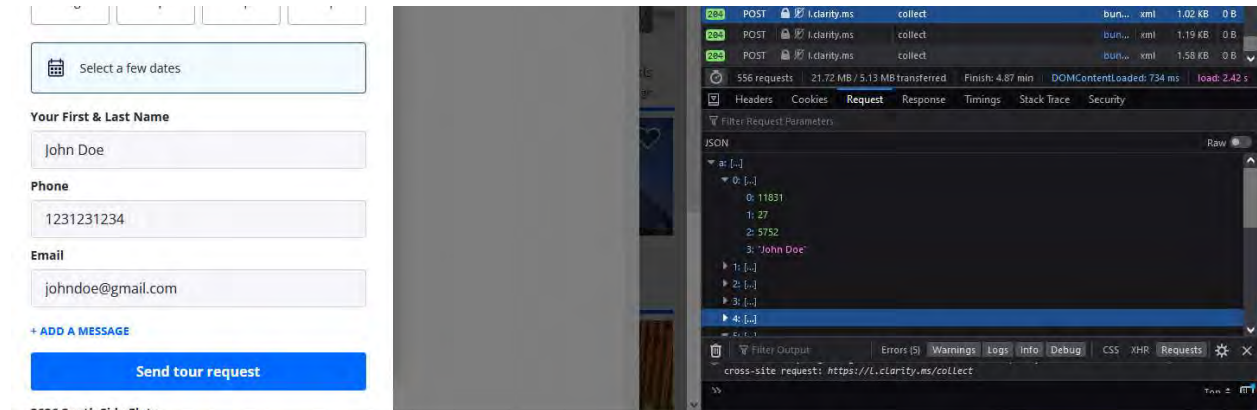 Select a few dates
Your First & Last Name
John Doe
Phone
1231231234
Email
johndoe@gmail.com
+ ADD A MESSAGE
Send tour request
204 POST l.clarity.ms collect bun... xml 1.02 KB 0 B
204 POST l.clarity.ms collect bun... xml 1.19 KB 0 B
204 POST l.clarity.ms collect bun... xml 1.58 KB 0 B
556 requests 21.72 MB / 5.13 MB transferred Finish: 4.87 min DOMContentLoaded: 734 ms load: 2.42 s
Headers Cookies Request Response Timings Stack Trace Security
Filter Request Parameters
JSON Raw
a: [...]
0: [...]
0: 11831
1: 27
2: 5752
3: "John Doe"
1: [...]
2: [...]
3: [...]
4: [...]
5: [...]
Filter Output Errors (5) Warnings Logs Info Debug CSS XHR Requests
cross-site request: https://l.clarity.ms/collect
Top